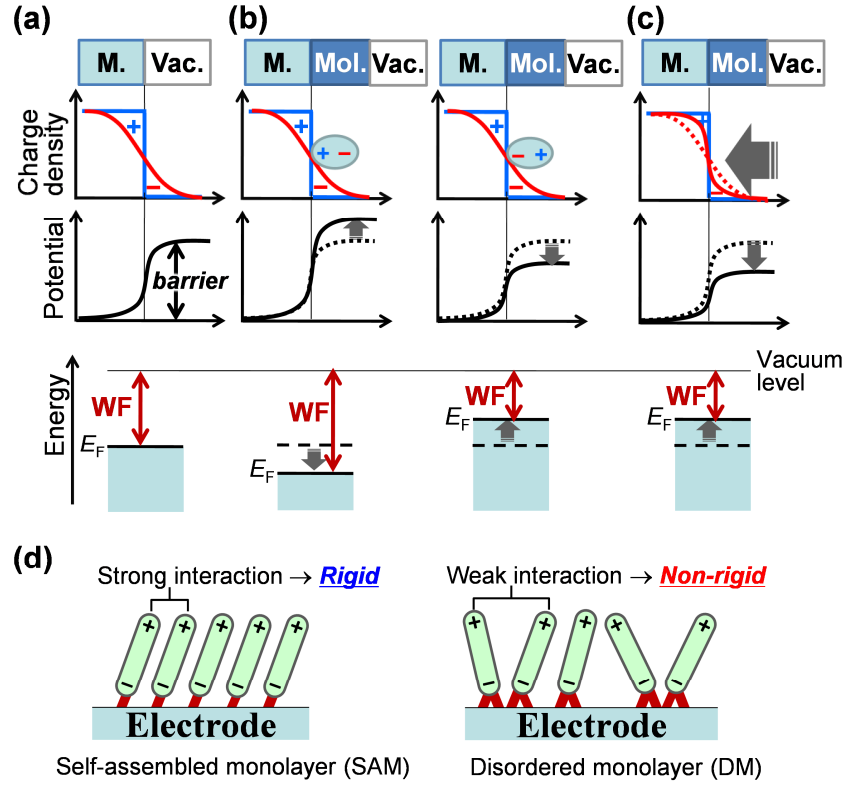 (a)
(b)
(c)
M. Vac.
M. Mol. Vac.
M. Mol. Vac.
M. Mol. Vac.
Charge density
+
−
+
−
+ −
+
−
− +
+
−
Potential
barrier
Vacuum
level
Energy
WF
WF
WF
WF
EF
EF
EF
EF
(d)
Strong interaction → Rigid
Weak interaction → Non-rigid
+ + + + +
− − − − −
+ + + + +
− − − − −
Electrode
Electrode
Self-assembled monolayer (SAM)
Disordered monolayer (DM)